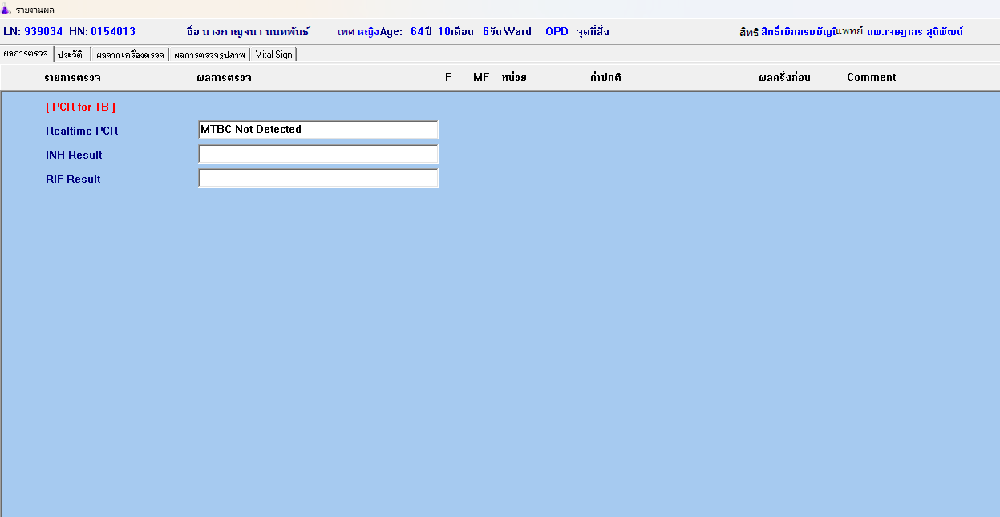 รายงานผล
LN: 939034 HN: 0154013 ชื่อ นางกาญจนา นนทพันธ์ เพศ หญิง Age: 64 ปี 10 เดือน 6 วัน Ward OPD จุดที่สั่ง สิทธิ สิทธิ์เบิกกรมบัญชี แพทย์ นพ.เจษฎากร สุนิพัฒน์
ผลการตรวจ ประวัติ ผลจากเครื่องตรวจ ผลการตรวจรูปภาพ Vital Sign
รายการตรวจ ผลการตรวจ F MF หน่วย ค่าปกติ ผลครั้งก่อน Comment
[ PCR for TB ]
Realtime PCR MTBC Not Detected
INH Result
RIF Result